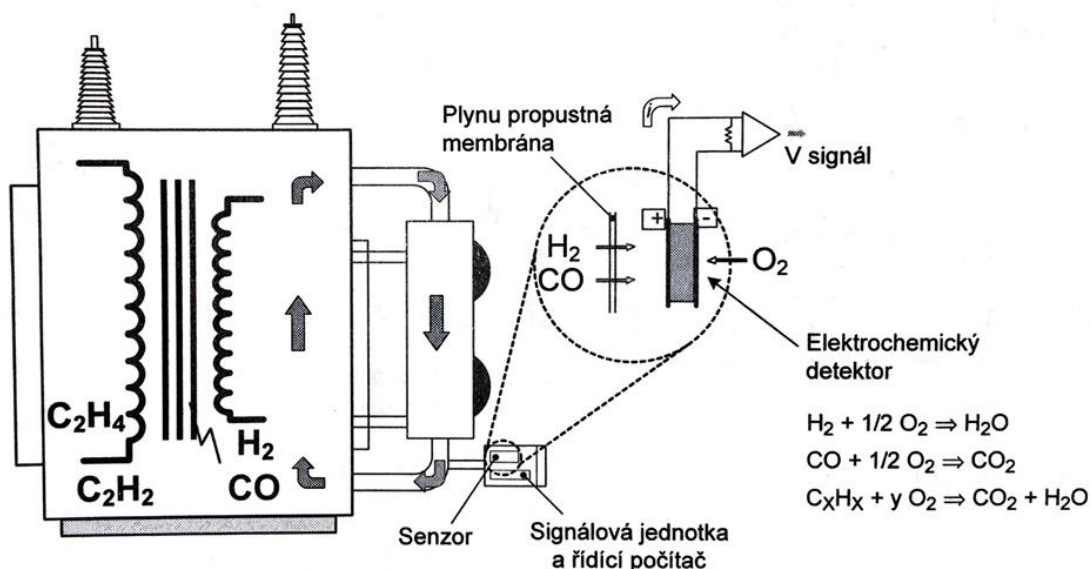 Plynu propustná
membrána
i
V signál
+
-
H₂
CO
O₂
Elektrochemický
detektor
C₂H₄
H₂
C₂H₂
CO
H₂ + 1/2 O₂ ⇒ H₂O
CO + 1/2 O₂ ⇒ CO₂
CₓHₓ + y O₂ ⇒ CO₂ + H₂O
Senzor
Signálová jednotka
a řídící počítač